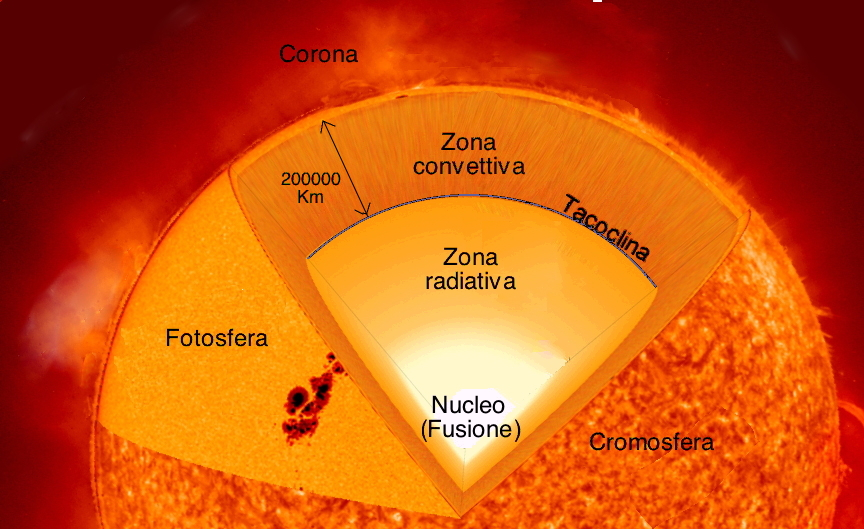 Corona
Zona
convettiva
200000
Km
Tacoclina
Zona
radiativa
Fotosfera
Nucleo
(Fusione)
Cromosfera